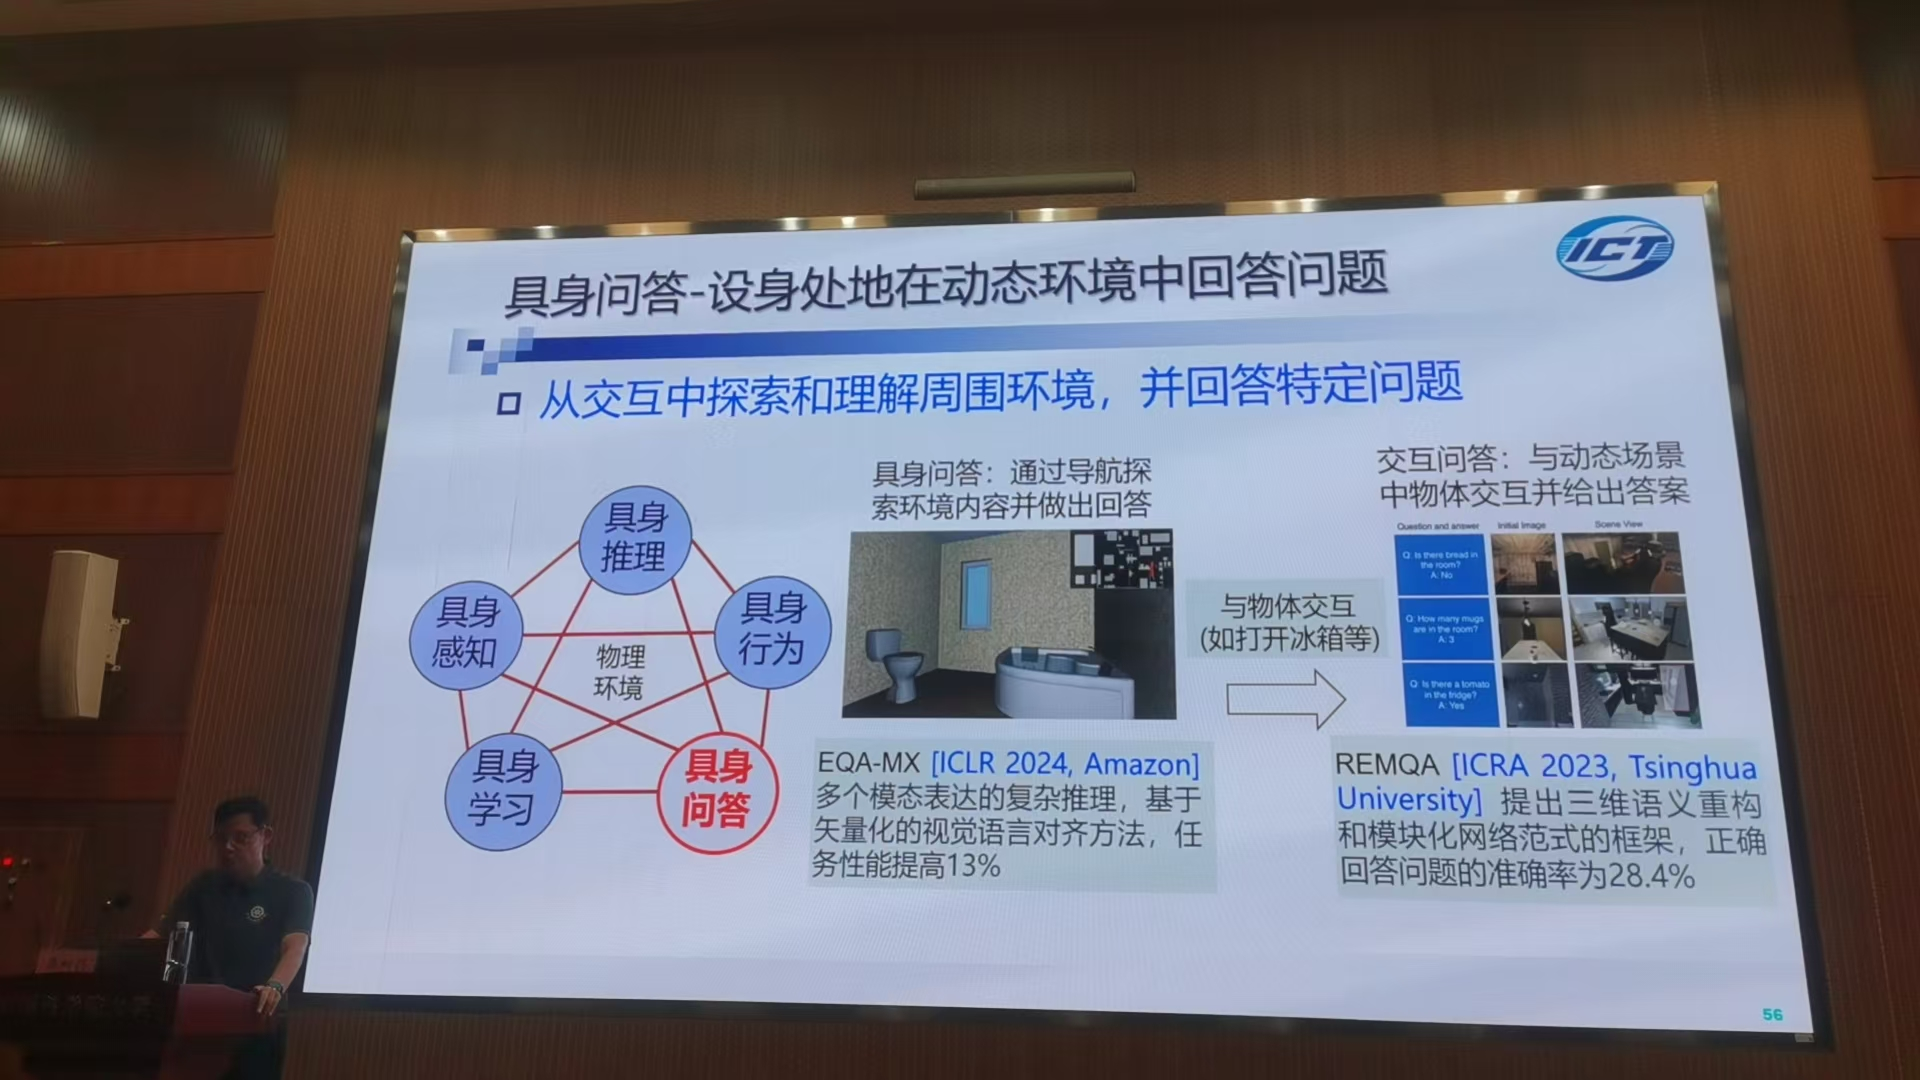 ICT
具身问答-设身处地在动态环境中回答问题
从交互中探索和理解周围环境，并回答特定问题
具身
推理
具身
感知
具身
行为
物理
环境
具身
学习
具身
问答
具身问答：通过导航探
索环境内容并做出回答
EQA-MX [ICLR 2024, Amazon]
多个模态表达的复杂推理，基于
矢量化的视觉语言对齐方法，任
务性能提高13%
与物体交互
(如打开冰箱等)
交互问答：与动态场景
中物体交互并给出答案
Question and answer Initial Image Scene View
Q: Is there bread in
the room?
A: No
Q: How many mugs
are in the room?
A: 3
Q: Is there a tomato
in the fridge?
A: Yes
REMQA [ICRA 2023, Tsinghua
University] 提出三维语义重构
和模块化网络范式的框架，正确
回答问题的准确率为28.4%
56